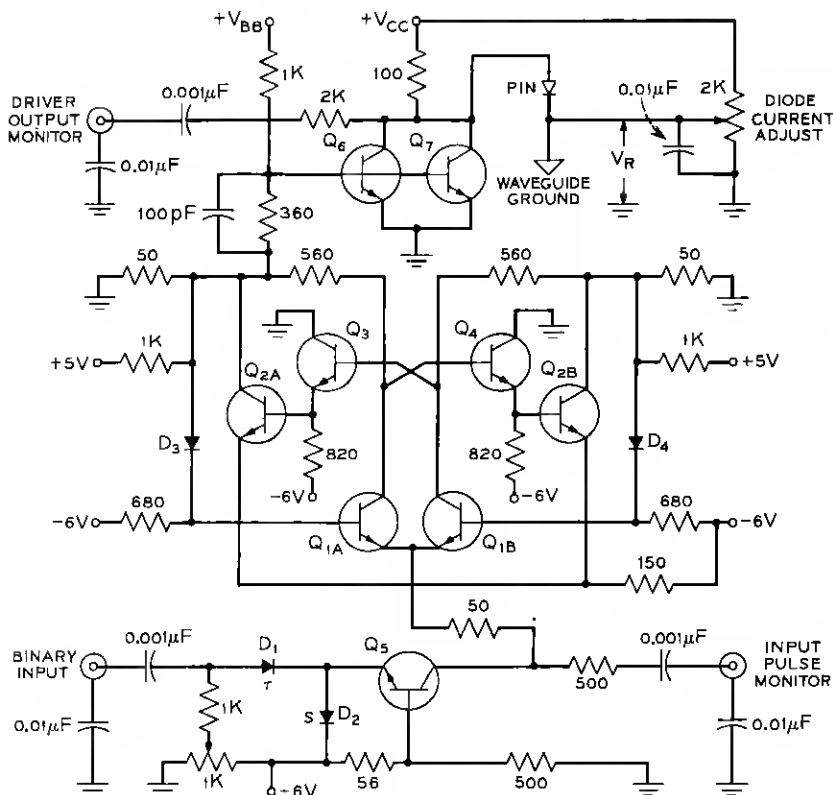 +VBB
+VCC
1K
100
0.001µF
2K
PIN
0.01µF
2K
DRIVER
OUTPUT
MONITOR
DIODE
CURRENT
ADJUST
Q6
Q7
VR
0.01µF
WAVEGUIDE
GROUND
100pF
360
50
560
560
50
1K
Q3
Q4
1K
+5V
Q2A
Q2B
+5V
D3
820
820
D4
680
-6V
-6V
680
-6V
-6V
Q1A
Q1B
150
50
0.001µF
D1
Q5
0.001µF
BINARY
INPUT
INPUT
PULSE
MONITOR
τ
500
0.01µF
1K
S
D2
0.01µF
1K
-6V
56
500